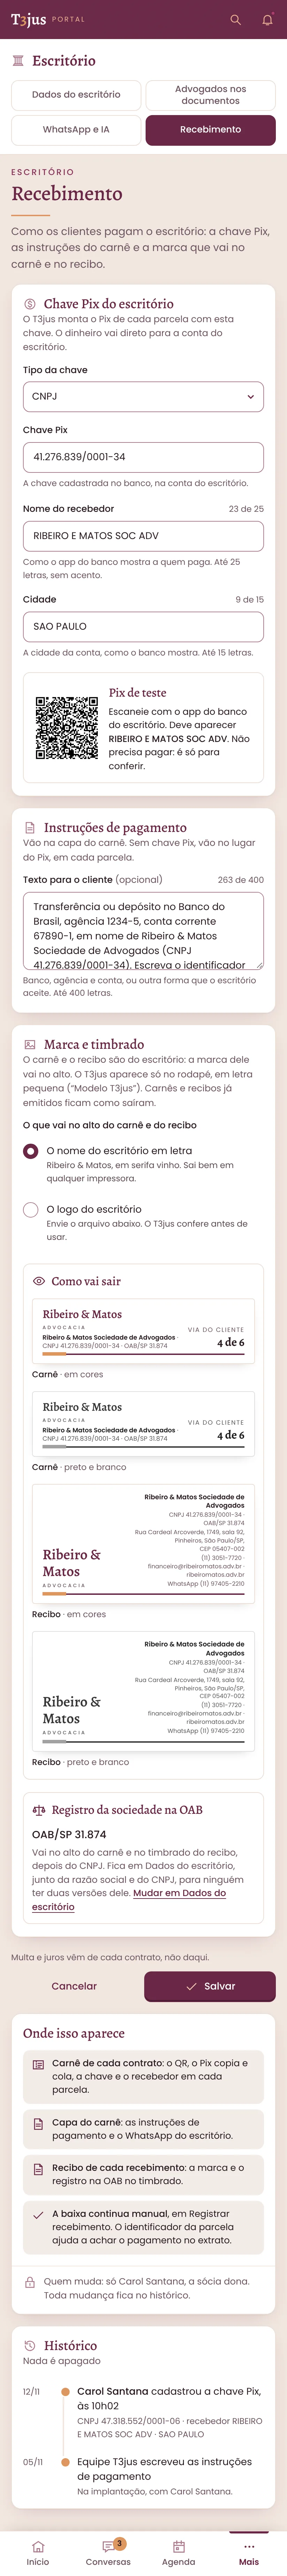 T3jus PORTAL
Escritório
Dados do escritório
Advogados nos
documentos
WhatsApp e IA
Recebimento
ESCRITÓRIO
Recebimento
Como os clientes pagam o escritório: a chave Pix,
as instruções do carnê e a marca que vai no
carnê e no recibo.
Chave Pix do escritório
O T3jus monta o Pix de cada parcela com esta
chave. O dinheiro vai direto para a conta do
escritório.
Tipo da chave
CNPJ
Chave Pix
41.276.839/0001-34
A chave cadastrada no banco, na conta do escritório.
Nome do recebedor 23 de 25
RIBEIRO E MATOS SOC ADV
Como o app do banco mostra a quem paga. Até 25
letras, sem acento.
Cidade 9 de 15
SAO PAULO
A cidade da conta, como o banco mostra. Até 15 letras.
Pix de teste
Escaneie com o app do banco
do escritório. Deve aparecer
RIBEIRO E MATOS SOC ADV. Não
precisa pagar: é só para
conferir.
Instruções de pagamento
Vão na capa do carnê. Sem chave Pix, vão no lugar
do Pix, em cada parcela.
Texto para o cliente (opcional) 263 de 400
Transferência ou depósito no Banco do
Brasil, agência 1234-5, conta corrente
67890-1, em nome de Ribeiro & Matos
Sociedade de Advogados (CNPJ
41.276.839/0001-34). Escreva o identificador
Banco, agência e conta, ou outra forma que o escritório
aceite. Até 400 letras.
Marca e timbrado
O carnê e o recibo são do escritório: a marca dele
vai no alto. O T3jus aparece só no rodapé, em letra
pequena (“Modelo T3jus”). Carnês e recibos já
emitidos ficam como saíram.
O que vai no alto do carnê e do recibo
O nome do escritório em letra
Ribeiro & Matos, em serifa vinho. Sai bem em
qualquer impressora.
O logo do escritório
Envie o arquivo abaixo. O T3jus confere antes de
usar.
Como vai sair
Ribeiro & Matos
ADVOCACIA
Ribeiro & Matos Sociedade de Advogados ·
CNPJ 41.276.839/0001-34 · OAB/SP 31.874
VIA DO CLIENTE
4 de 6
Carnê · em cores
Ribeiro & Matos
ADVOCACIA
Ribeiro & Matos Sociedade de Advogados ·
CNPJ 41.276.839/0001-34 · OAB/SP 31.874
VIA DO CLIENTE
4 de 6
Carnê · preto e branco
Ribeiro &
Matos
ADVOCACIA
Ribeiro & Matos Sociedade de
Advogados
CNPJ 41.276.839/0001-34 ·
OAB/SP 31.874
Rua Cardeal Arcoverde, 1749, sala 92,
Pinheiros, São Paulo/SP,
CEP 05407-002
(11) 3051-7720 ·
financeiro@ribeiromatos.adv.br ·
ribeiromatos.adv.br
WhatsApp (11) 97405-2210
Recibo · em cores
Ribeiro &
Matos
ADVOCACIA
Ribeiro & Matos Sociedade de
Advogados
CNPJ 41.276.839/0001-34 ·
OAB/SP 31.874
Rua Cardeal Arcoverde, 1749, sala 92,
Pinheiros, São Paulo/SP,
CEP 05407-002
(11) 3051-7720 ·
financeiro@ribeiromatos.adv.br ·
ribeiromatos.adv.br
WhatsApp (11) 97405-2210
Recibo · preto e branco
Registro da sociedade na OAB
OAB/SP 31.874
Vai no alto do carnê e no timbrado do recibo,
depois do CNPJ. Fica em Dados do escritório,
junto da razão social e do CNPJ, para ninguém
ter duas versões dele. Mudar em Dados do
escritório
Multa e juros vêm de cada contrato, não daqui.
Cancelar
Salvar
Onde isso aparece
Carnê de cada contrato: o QR, o Pix copia e
cola, a chave e o recebedor em cada
parcela.
Capa do carnê: as instruções de
pagamento e o WhatsApp do escritório.
Recibo de cada recebimento: a marca e o
registro na OAB no timbrado.
A baixa continua manual, em Registrar
recebimento. O identificador da parcela
ajuda a achar o pagamento no extrato.
Quem muda: só Carol Santana, a sócia dona.
Toda mudança fica no histórico.
Histórico
Nada é apagado
12/11
Carol Santana cadastrou a chave Pix,
às 10h02
CNPJ 47.318.552/0001-06 · recebedor RIBEIRO
E MATOS SOC ADV · SAO PAULO
05/11
Equipe T3jus escreveu as instruções
de pagamento
Na implantação, com Carol Santana.
3
Início
Conversas
Agenda
Mais